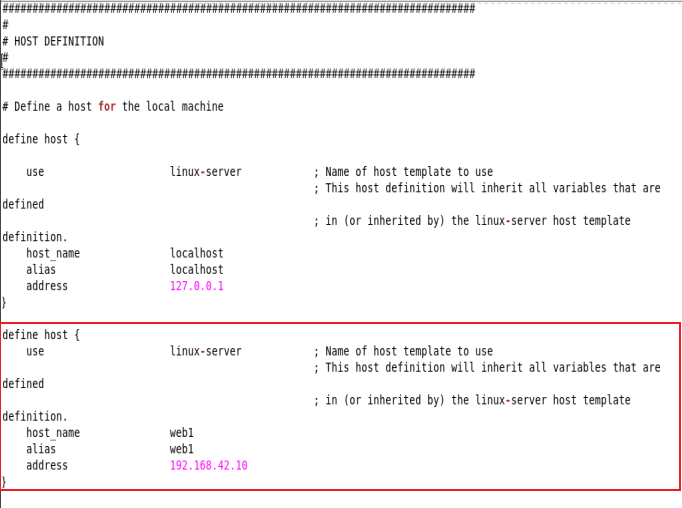 ###############################################################################
#
# HOST DEFINITION
#
###############################################################################
# Define a host for the local machine
define host {
    use                     linux-server            ; Name of host template to use
                                                    ; This host definition will inherit all variables that are
defined
                                                    ; in (or inherited by) the linux-server host template
definition.
    host_name               localhost
    alias                   localhost
    address                 127.0.0.1
}
define host {
    use                     linux-server            ; Name of host template to use
                                                    ; This host definition will inherit all variables that are
defined
                                                    ; in (or inherited by) the linux-server host template
definition.
    host_name               web1
    alias                   web1
    address                 192.168.42.10
}